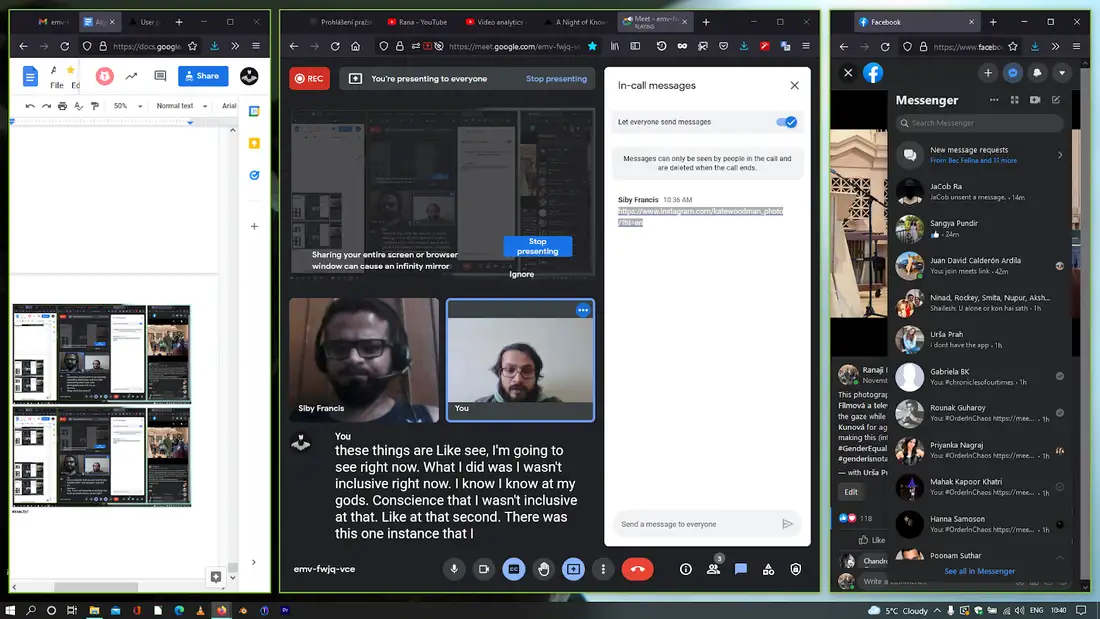 emv-
Alg
User p
https://docs.google.
A
File
Ed
Share
50%
Normal text
Arial
Prohlášení praž
Rana - YouTube
Video analytics -
A Night of Know
Meet - emv-f
PLAYING
https://meet.google.com/emv-fwjq-vc
REC
You're presenting to everyone
Stop presenting
Sharing your entire screen or browser
window can cause an infinity mirror
Stop
presenting
Ignore
Siby Francis
You
You
these things are Like see, I'm going to
see right now. What I did was I wasn't
inclusive right now. I know I know at my
gods. Conscience that I wasn't inclusive
at that. Like at that second. There was
this one instance that I
In-call messages
Let everyone send messages
Messages can only be seen by people in the call and
are deleted when the call ends.
Siby Francis 10:36 AM
https://www.instagram.com/katewoodman_photo
/?hl=en
Send a message to everyone
emv-fwjq-vce
3
Facebook
https://www.faceboo
Messenger
Search Messenger
New message requests
From Bec Felina and 11 more
JaCob Ra
JaCob unsent a message. · 14m
Sangya Pundir
· 24m
Juan David Calderón Ardila
You: join meets link · 42m
Ninad, Rockey, Smita, Nupur, Aksh...
Shailesh: U alone or kon hai sath · 1h
Urša Prah
I dont have the app · 1h
Gabriela BK
You: #chroniclesofourtimes · 1h
Rounak Guharoy
You: #OrderInChaos https://mee... · 1h
Priyanka Nagraj
You: #OrderInChaos https://mee... · 1h
Mahak Kapoor Khatri
You: #OrderInChaos https://mee... · 1h
Hanna Samoson
You: #OrderInChaos https://mee... · 1h
Poonam Suthar
See all in Messenger
Ranaji
Novemb
This photograp
Filmová a telev
the gaze while
Kunová for ag
making this (in
#GenderEqual
#genderisnota
— with Urša Pr
Edit
118
Like
Chandr
Write a
5°C Cloudy
ENG
10:40